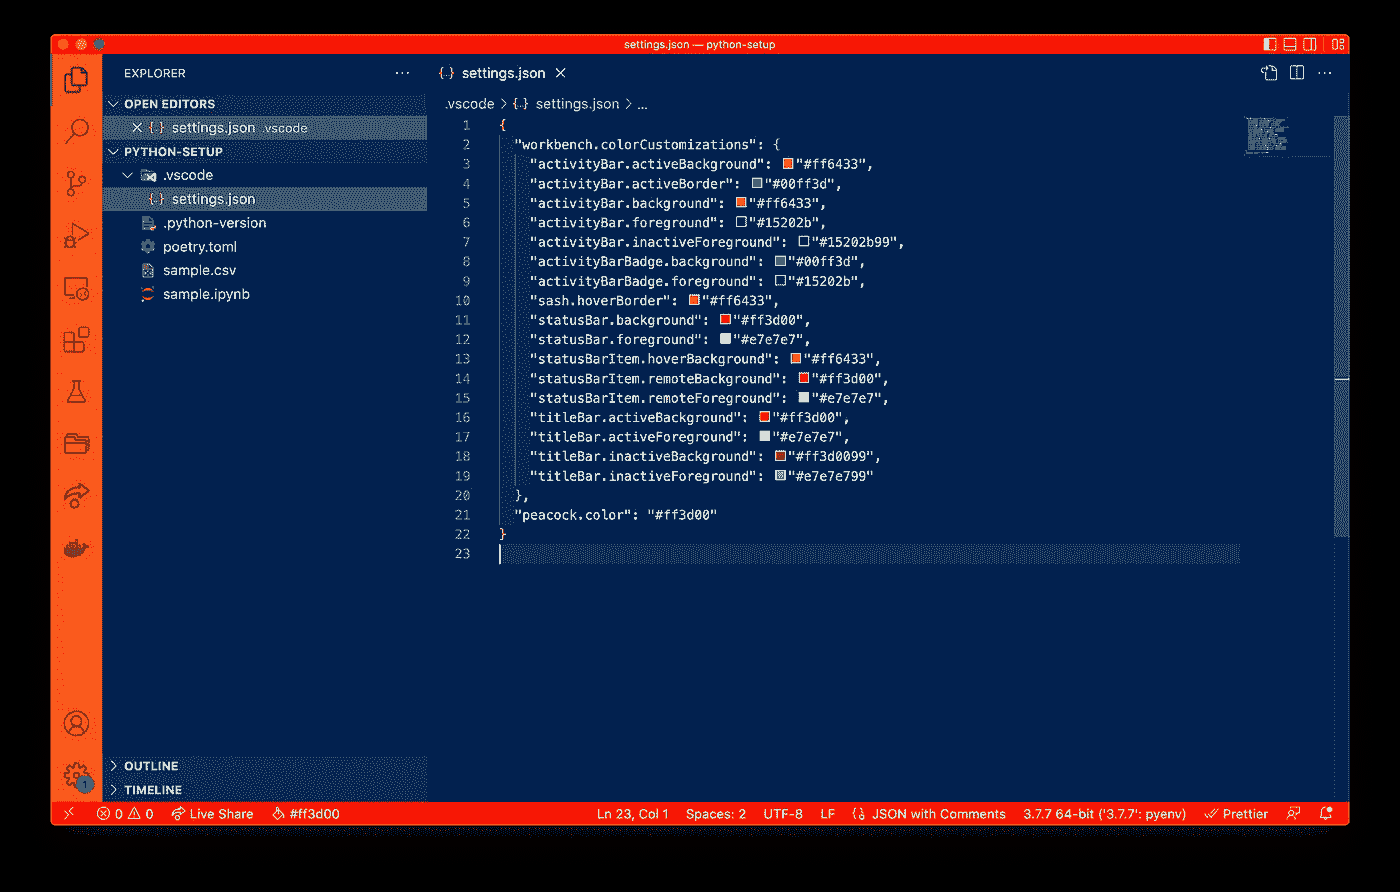 settings.json — python-setup
EXPLORER
OPEN EDITORS
settings.json .vscode
PYTHON-SETUP
.vscode
settings.json
.python-version
poetry.toml
sample.csv
sample.ipynb
OUTLINE
TIMELINE
1
{..} settings.json
.vscode > {..} settings.json > ...
1 {
2 "workbench.colorCustomizations": {
3 "activityBar.activeBackground": "#ff6433",
4 "activityBar.activeBorder": "#00ff3d",
5 "activityBar.background": "#ff6433",
6 "activityBar.foreground": "#15202b",
7 "activityBar.inactiveForeground": "#15202b99",
8 "activityBarBadge.background": "#00ff3d",
9 "activityBarBadge.foreground": "#15202b",
10 "sash.hoverBorder": "#ff6433",
11 "statusBar.background": "#ff3d00",
12 "statusBar.foreground": "#e7e7e7",
13 "statusBarItem.hoverBackground": "#ff6433",
14 "statusBarItem.remoteBackground": "#ff3d00",
15 "statusBarItem.remoteForeground": "#e7e7e7",
16 "titleBar.activeBackground": "#ff3d00",
17 "titleBar.activeForeground": "#e7e7e7",
18 "titleBar.inactiveBackground": "#ff3d0099",
19 "titleBar.inactiveForeground": "#e7e7e799"
20 },
21 "peacock.color": "#ff3d00"
22 }
23
0 0 Live Share #ff3d00 Ln 23, Col 1 Spaces: 2 UTF-8 LF JSON with Comments 3.7.7 64-bit ('3.7.7': pyenv) Prettier